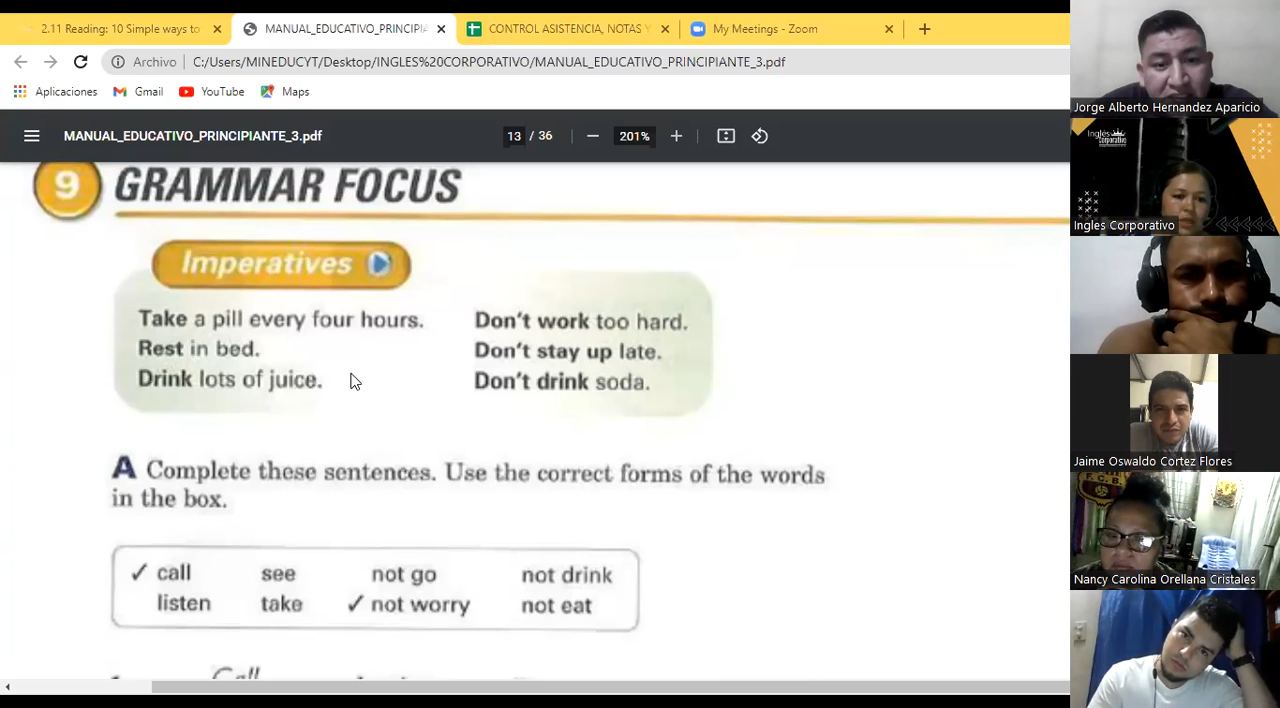 2.11 Reading: 10 Simple ways to
MANUAL_EDUCATIVO_PRINCIPIA
CONTROL ASISTENCIA, NOTAS Y
My Meetings - Zoom
Archivo
C:/Users/MINEDUCYT/Desktop/INGLES%20CORPORATIVO/MANUAL_EDUCATIVO_PRINCIPIANTE_3.pdf
Aplicaciones
Gmail
YouTube
Maps
MANUAL_EDUCATIVO_PRINCIPIANTE_3.pdf
13 / 36
201%
9 GRAMMAR FOCUS
Imperatives
Take a pill every four hours.
Rest in bed.
Drink lots of juice.
Don't work too hard.
Don't stay up late.
Don't drink soda.
A Complete these sentences. Use the correct forms of the words
in the box.
✓ call see not go not drink
listen take ✓ not worry not eat
Call
Jorge Alberto Hernandez Aparicio
Inglés
Corporativo
Ingles Corporativo
Jaime Oswaldo Cortez Flores
F.C.B.
Nancy Carolina Orellana Cristales